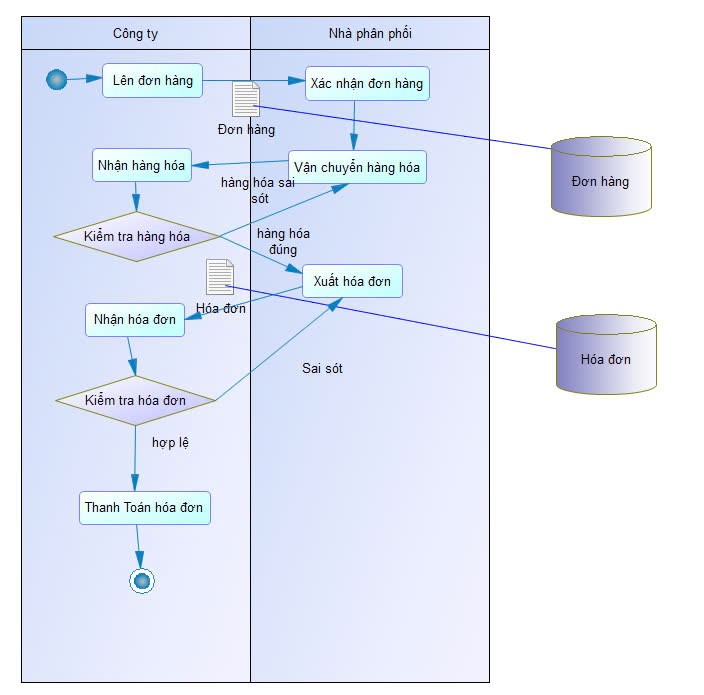 Công ty
Nhà phân phối
Lên đơn hàng
Xác nhận đơn hàng
Đơn hàng
Đơn hàng
Nhận hàng hóa
Vận chuyển hàng hóa
hàng hóa sai
sót
Kiểm tra hàng hóa
hàng hóa
đúng
Xuất hóa đơn
Hóa đơn
Nhận hóa đơn
Hóa đơn
Sai sót
Kiểm tra hóa đơn
hợp lệ
Thanh Toán hóa đơn